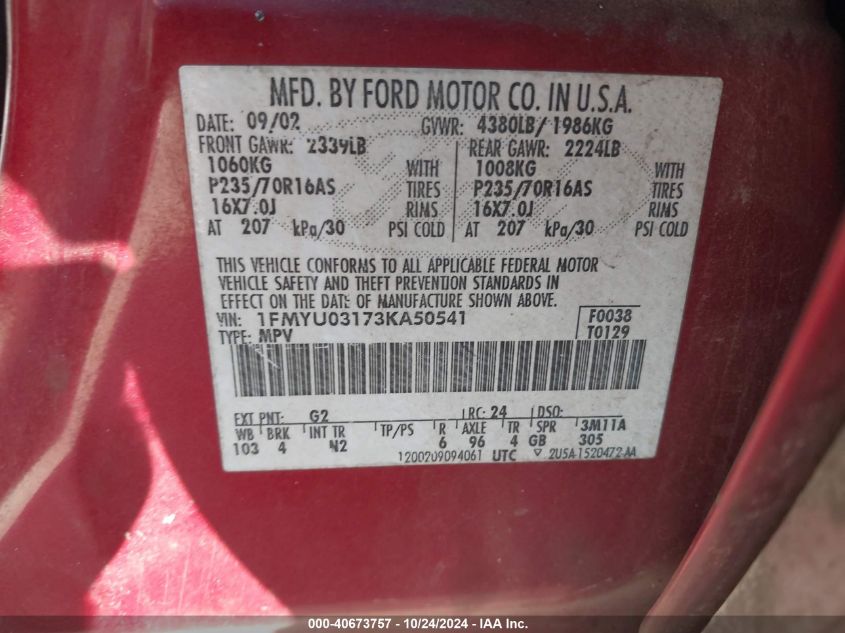 MFD. BY FORD MOTOR CO. IN U.S.A.
DATE: 09/02 GVWR: 4380LB/ 1986KG
FRONT GAWR: 2339LB REAR GAWR: 2224LB
1060KG WITH 1008KG WITH
P235/70R16AS TIRES P235/70R16AS TIRES
16X7.0J RIMS 16X7.0J RIMS
AT 207 kPa/30 PSI COLD AT 207 kPa/30 PSI COLD
THIS VEHICLE CONFORMS TO ALL APPLICABLE FEDERAL MOTOR
VEHICLE SAFETY AND THEFT PREVENTION STANDARDS IN
EFFECT ON THE DATE OF MANUFACTURE SHOWN ABOVE.
VIN: 1FMYU03173KA50541 F0038
TYPE: MPV T0129
EXT PNT: G2 RC: 24 DSO:
WB BRK INT TR TP/PS R AXLE TR SPR 3M11A
103 4 N2 6 96 4 GB 305
1200209094061 UTC ▽ 2U5A-1520472-AA
000-40673757 - 10/24/2024 - IAA Inc.